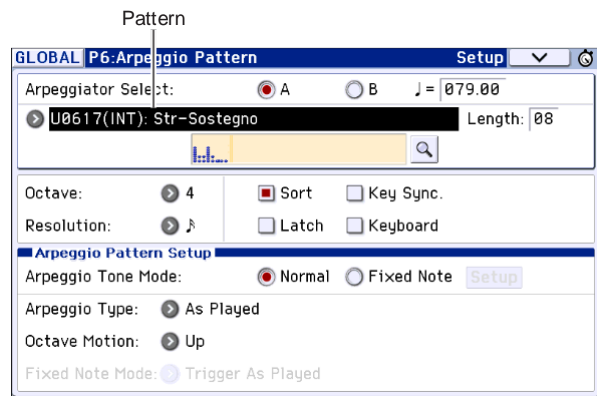 Pattern
GLOBAL P6:Arpeggio Pattern Setup
Arpeggiator Select: A B ♩= 079.00
U0617(INT): Str-Sostegno Length: 08
Octave: 4 Sort Key Sync.
Resolution: ♪ Latch Keyboard
Arpeggio Pattern Setup
Arpeggio Tone Mode: Normal Fixed Note Setup
Arpeggio Type: As Played
Octave Motion: Up
Fixed Note Mode: Trigger As Played